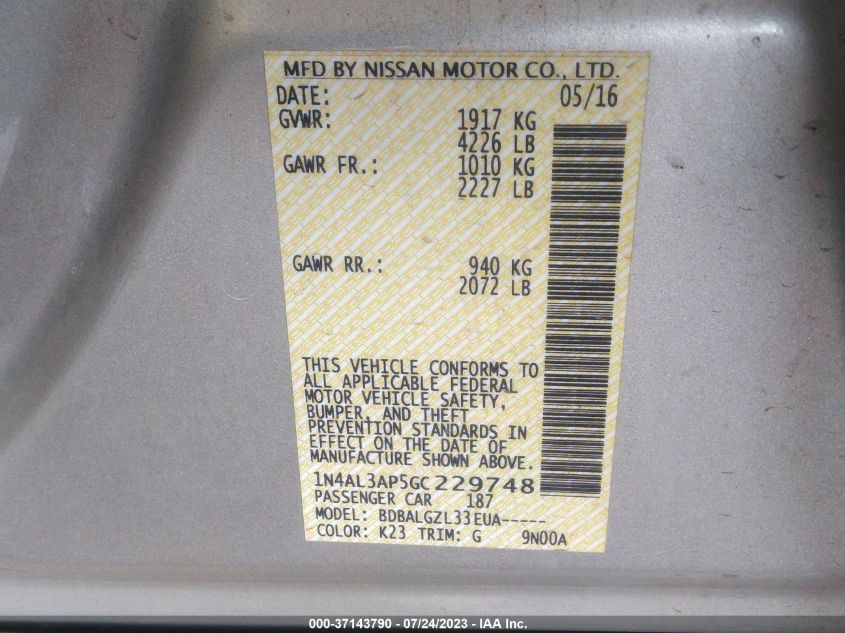 MFD BY NISSAN MOTOR CO., LTD.
DATE: 05/16
GVWR: 1917 KG
4226 LB
GAWR FR.: 1010 KG
2227 LB
GAWR RR.: 940 KG
2072 LB
THIS VEHICLE CONFORMS TO
ALL APPLICABLE FEDERAL
MOTOR VEHICLE SAFETY,
BUMPER, AND THEFT
PREVENTION STANDARDS IN
EFFECT ON THE DATE OF
MANUFACTURE SHOWN ABOVE.
1N4AL3AP5GC229748
PASSENGER CAR 187
MODEL: BDBALGZL33EUA-----
COLOR: K23 TRIM: G 9N00A
000-37143790 - 07/24/2023 - IAA Inc.